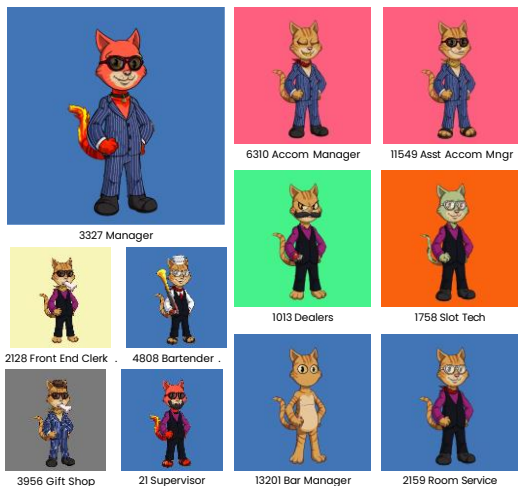 6310 Accom Manager
11549 Asst Accom Mngr
3327 Manager
1013 Dealers
1758 Slot Tech
2128 Front End Clerk .
4808 Bartender .
3956 Gift Shop
21 Supervisor
13201 Bar Manager
2159 Room Service